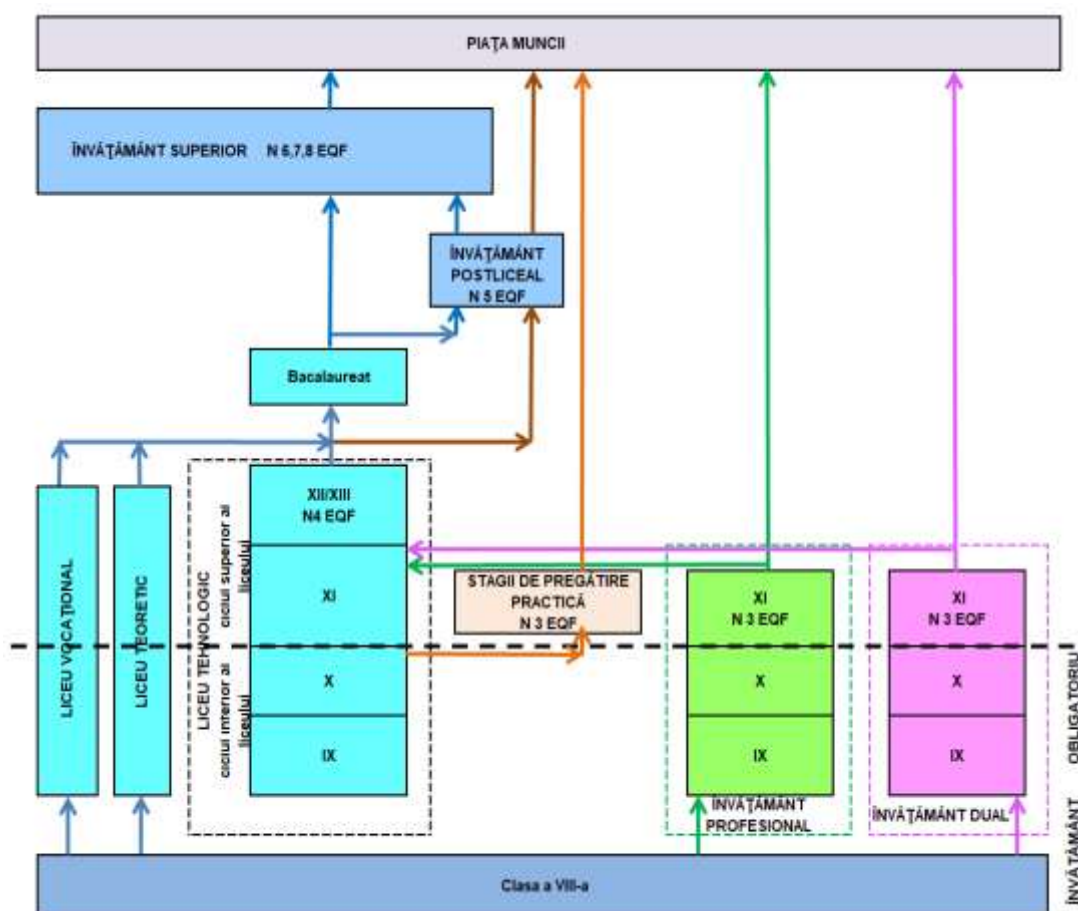 PIAȚA MUNCII
ÎNVĂȚĂMÂNT SUPERIOR N 6,7,8 EQF
ÎNVĂȚĂMÂNT
POSTLICEAL
N 5 EQF
Bacalaureat
LICEU VOCAȚIONAL
LICEU TEORETIC
LICEU TEHNOLOGIC
ciclul superior al
liceului
ciclul inferior al
liceului
XII/XIII
N4 EQF
XI
X
IX
STAGII DE PREGĂTIRE
PRACTICĂ
N 3 EQF
XI
N 3 EQF
X
IX
ÎNVĂȚĂMÂNT
PROFESIONAL
XI
N 3 EQF
X
IX
ÎNVĂȚĂMÂNT DUAL
ÎNVĂȚĂMÂNT OBLIGATORIU
Clasa a VIII-a